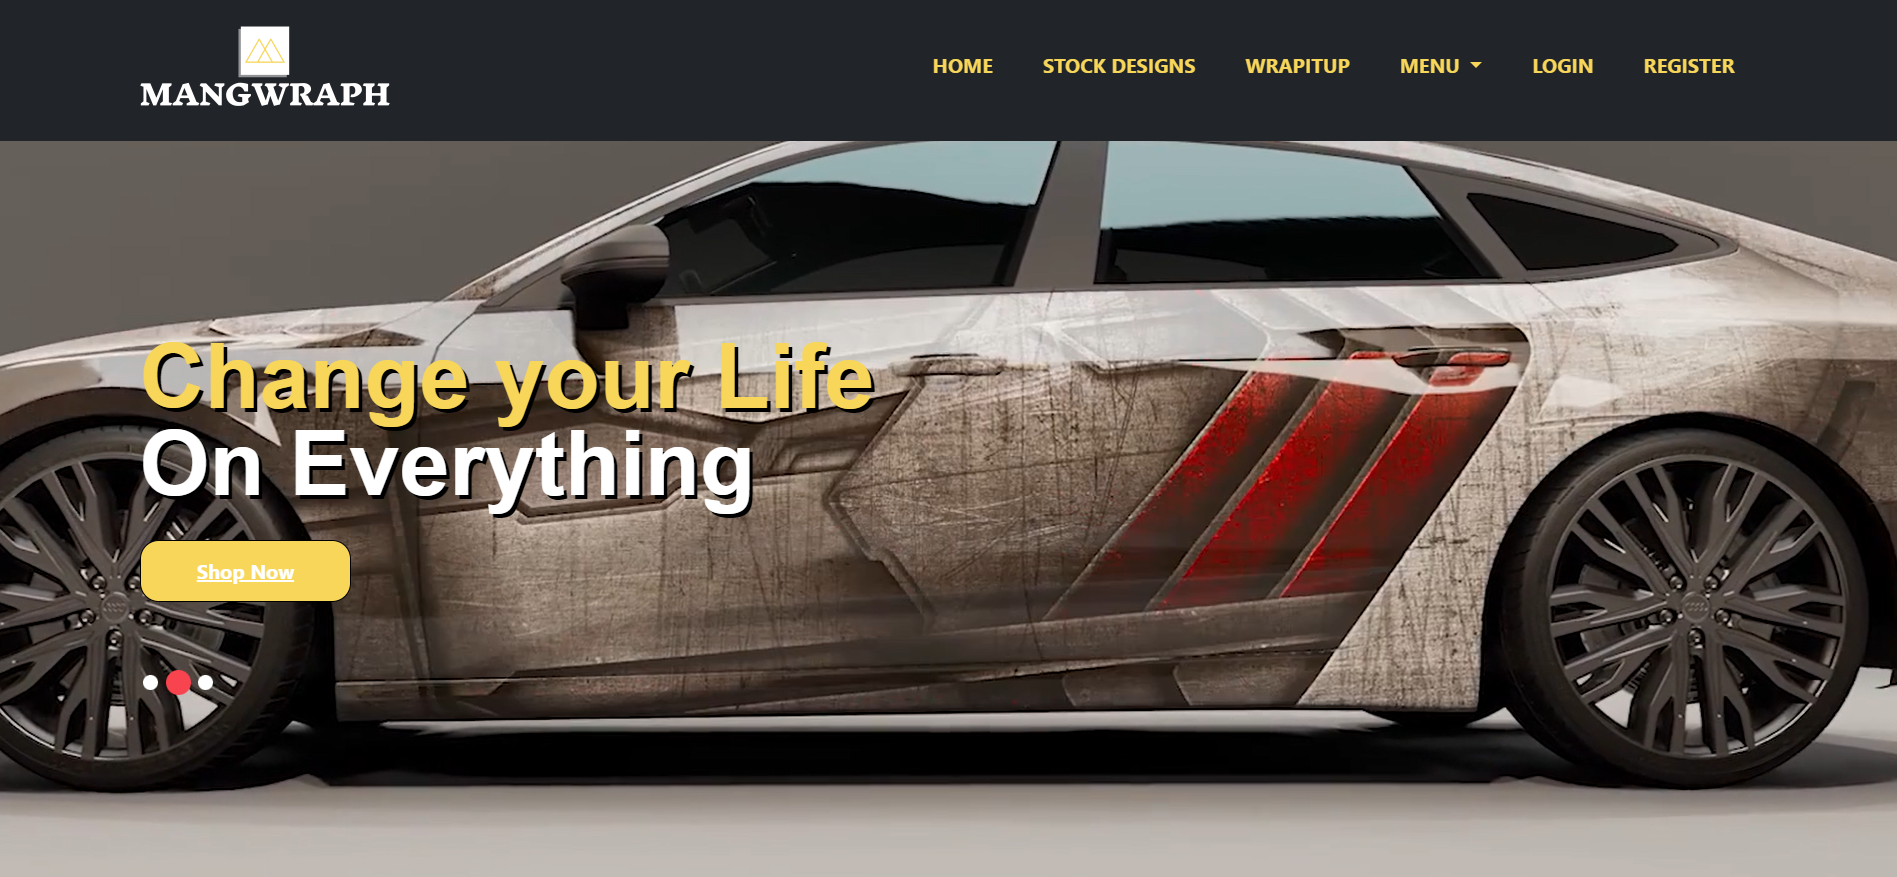 MANGWRAPH
HOME STOCK DESIGNS WRAPITUP MENU LOGIN REGISTER
Change your Life
On Everything
Shop Now